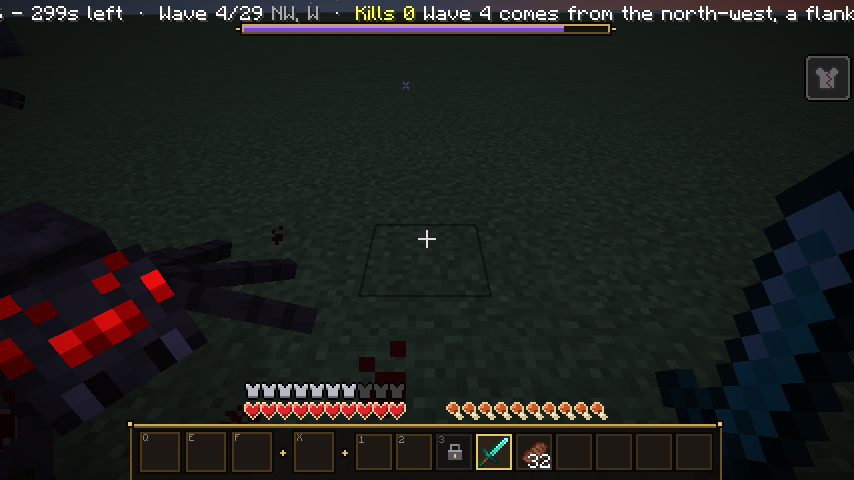 - 299s left · Wave 4/29 NW, W · Kills 0 Wave 4 comes from the north-west, a flank
Q E F X 1 2 3
32